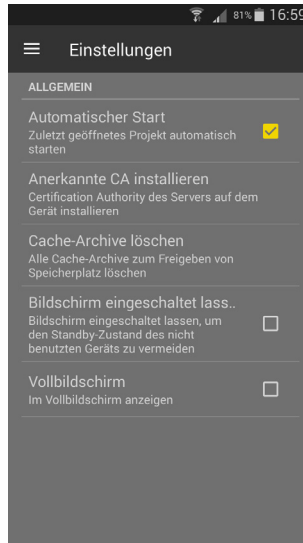 81% 16:59
Einstellungen
ALLGEMEIN
Automatischer Start
Zuletzt geöffnetes Projekt automatisch
starten
Anerkannte CA installieren
Certification Authority des Servers auf dem
Gerät installieren
Cache-Archive löschen
Alle Cache-Archive zum Freigeben von
Speicherplatz löschen
Bildschirm eingeschaltet lass..
Bildschirm eingeschaltet lassen, um
den Standby-Zustand des nicht
benutzten Geräts zu vermeiden
Vollbildschirm
Im Vollbildschirm anzeigen